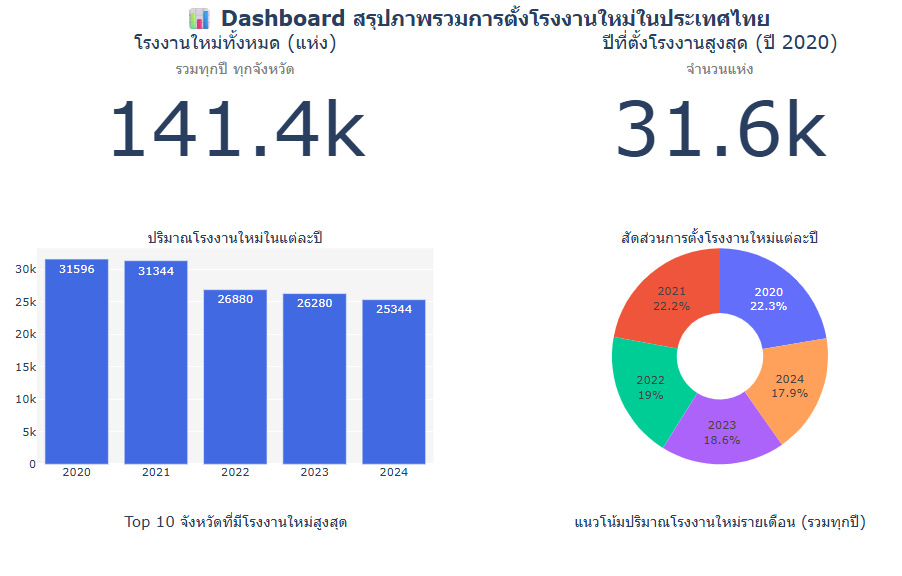 📊 Dashboard สรุปภาพรวมการตั้งโรงงานใหม่ในประเทศไทย
โรงงานใหม่ทั้งหมด (แห่ง)
รวมทุกปี ทุกจังหวัด
141.4k
ปีที่ตั้งโรงงานสูงสุด (ปี 2020)
จำนวนแห่ง
31.6k
ปริมาณโรงงานใหม่ในแต่ละปี
30k
25k
20k
15k
10k
5k
0
31596
31344
26880
26280
25344
2020
2021
2022
2023
2024
สัดส่วนการตั้งโรงงานใหม่แต่ละปี
2020
22.3%
2021
22.2%
2022
19%
2023
18.6%
2024
17.9%
Top 10 จังหวัดที่มีโรงงานใหม่สูงสุด
แนวโน้มปริมาณโรงงานใหม่รายเดือน (รวมทุกปี)